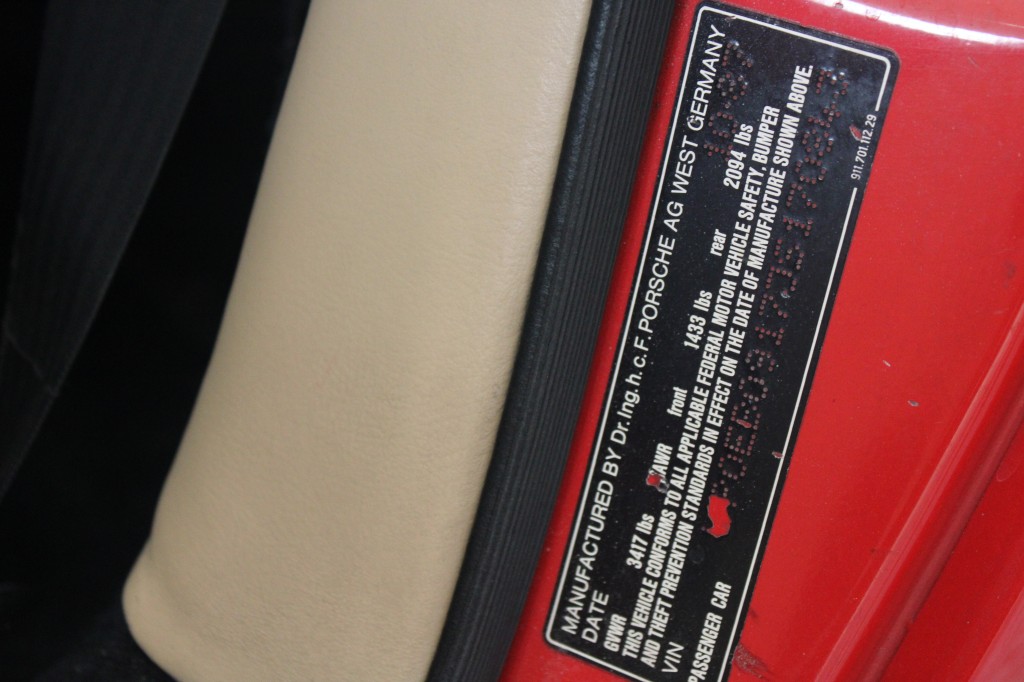 MANUFACTURED BY Dr.Ing.h.c.F.PORSCHE AG WEST GERMANY
DATE
GVWR 3417 lbs GAWR front 1433 lbs rear 2094 lbs
THIS VEHICLE CONFORMS TO ALL APPLICABLE FEDERAL MOTOR VEHICLE SAFETY, BUMPER
AND THEFT PREVENTION STANDARDS IN EFFECT ON THE DATE OF MANUFACTURE SHOWN ABOVE.
VIN
PASSENGER CAR
911.701.112.29